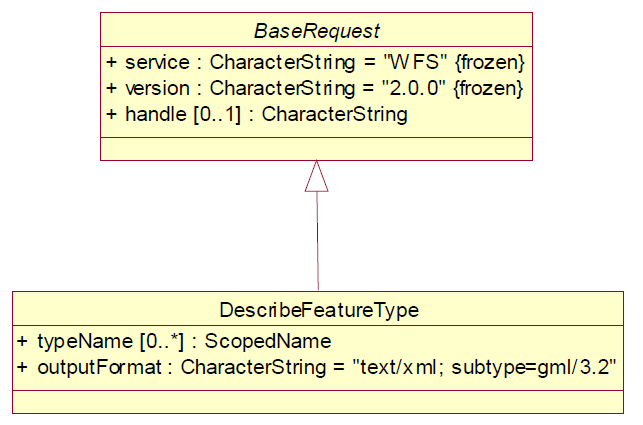 BaseRequest
+ service : CharacterString = "WFS" {frozen}
+ version : CharacterString = "2.0.0" {frozen}
+ handle [0..1] : CharacterString
DescribeFeatureType
+ typeName [0..*] : ScopedName
+ outputFormat : CharacterString = "text/xml; subtype=gml/3.2"